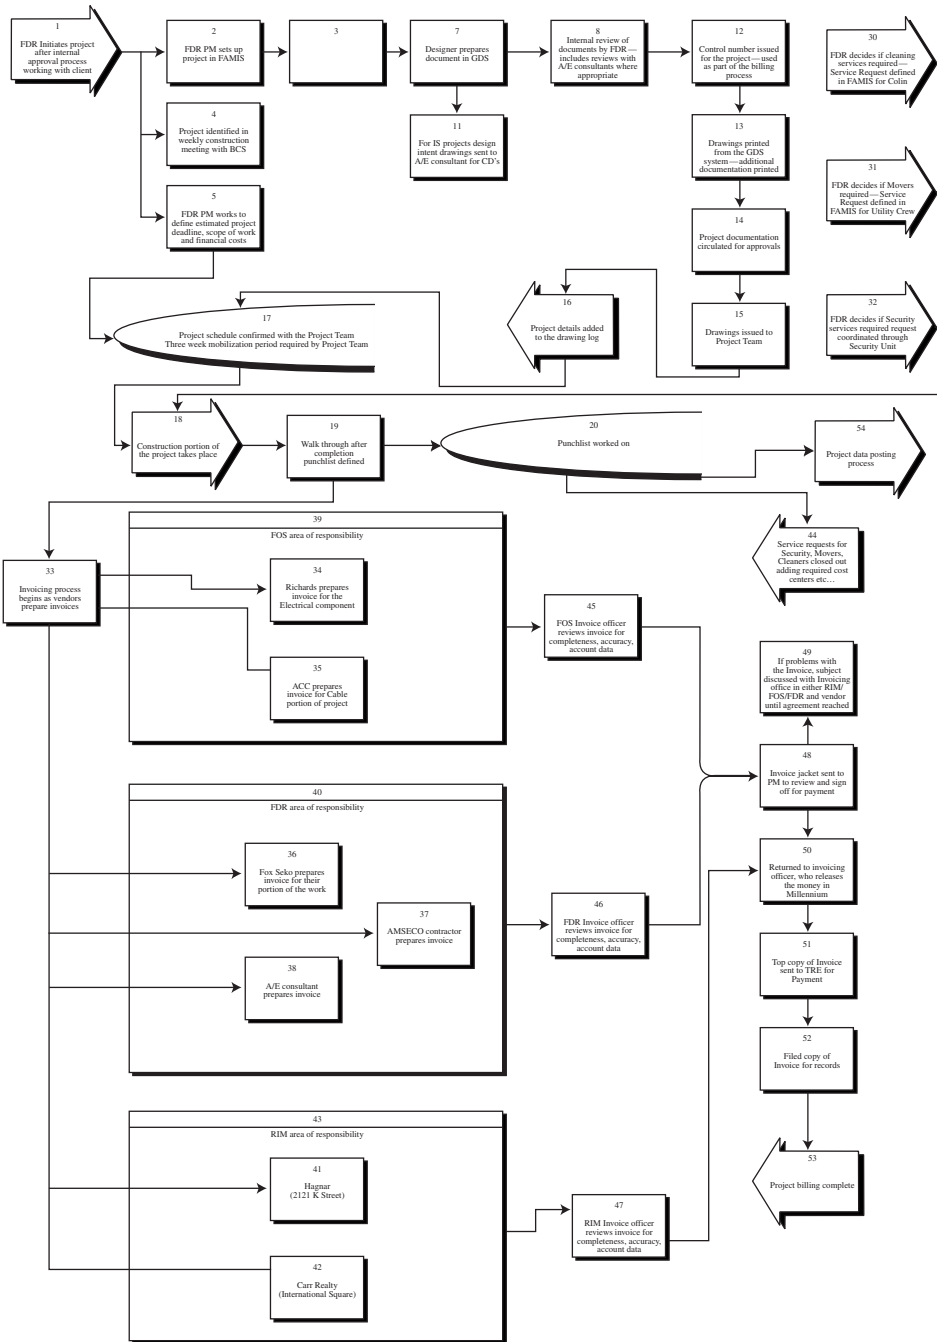 1
FDR Initiates project
after internal
approval process
working with client
2
FDR PM sets up
project in FAMIS
3
7
Designer prepares
document in GDS
8
Internal review of
documents by FDR—
includes reviews with
A/E consultants where
appropriate
12
Control number issued
for the project—used
as part of the billing
process
30
FDR decides if cleaning
services required—
Service Request defined
in FAMIS for Colin
4
Project identified in
weekly construction
meeting with BCS
11
For IS projects design
intent drawings sent to
A/E consultant for CD's
13
Drawings printed
from the GDS
system—additional
documentation printed
31
FDR decides if Movers
required—Service
Request defined in
FAMIS for Utility Crew
5
FDR PM works to
define estimated project
deadline, scope of work
and financial costs
14
Project documentation
circulated for approvals
17
Project schedule confirmed with the Project Team
Three week mobilization period required by Project Team
16
Project details added
to the drawing log
15
Drawings issued to
Project Team
32
FDR decides if Security
services required request
coordinated through
Security Unit
18
Construction portion of
the project takes place
19
Walk through after
completion
punchlist defined
20
Punchlist worked on
54
Project data posting
process
39
FOS area of responsibility
33
Invoicing process
begins as vendors
prepare invoices
34
Richards prepares
invoice for the
Electrical component
35
ACC prepares
invoice for Cable
portion of project
45
FOS Invoice officer
reviews invoice for
completeness, accuracy,
account data
44
Service requests for
Security, Movers,
Cleaners closed out
adding required cost
centers etc…
49
If problems with
the Invoice, subject
discussed with Invoicing
office in either RIM/
FOS/FDR and vendor
until agreement reached
48
Invoice jacket sent to
PM to review and sign
off for payment
40
FDR area of responsibility
36
Fox Seko prepares
invoice for their
portion of the work
37
AMSECO contractor
prepares invoice
38
A/E consultant
prepares invoice
46
FDR Invoice officer
reviews invoice for
completeness, accuracy,
account data
50
Returned to invoicing
officer, who releases
the money in
Millennium
51
Top copy of Invoice
sent to TRE for
Payment
52
Filed copy of
Invoice for records
43
RIM area of responsibility
41
Hagnar
(2121 K Street)
42
Carr Realty
(International Square)
47
RIM Invoice officer
reviews invoice for
completeness, accuracy,
account data
53
Project billing complete